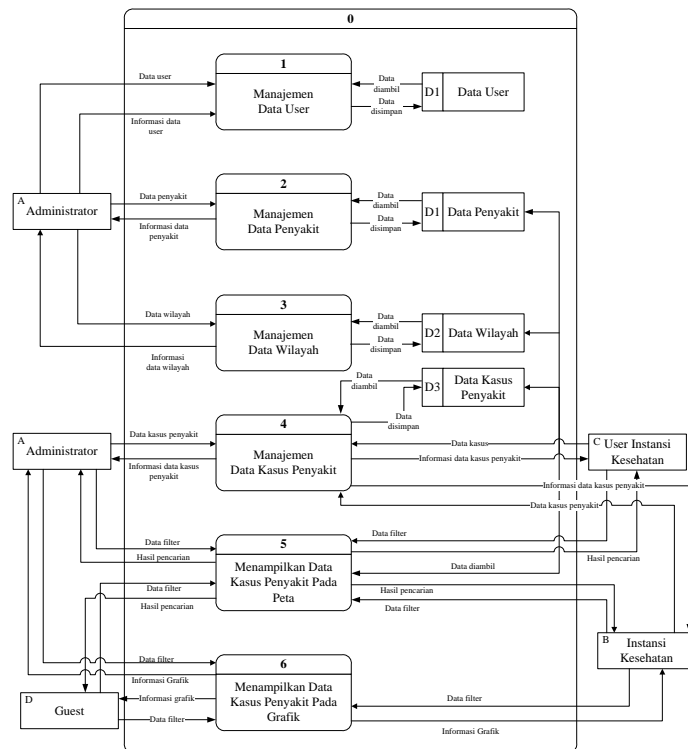 0
1
Manajemen
Data User
Data user
Informasi data
user
Data
diambil
Data
disimpan
D1 Data User
A
Administrator
Data penyakit
Informasi data
penyakit
2
Manajemen
Data Penyakit
Data
diambil
Data
disimpan
D1 Data Penyakit
Data wilayah
Informasi
data wilayah
3
Manajemen
Data Wilayah
Data
diambil
Data
disimpan
D2 Data Wilayah
Data
diambil
Data
disimpan
D3 Data Kasus
Penyakit
A
Administrator
Data kasus penyakit
Informasi data kasus
penyakit
4
Manajemen
Data Kasus Penyakit
Data kasus
Informasi data kasus penyakit
C
User Instansi
Kesehatan
Informasi data kasus penyakit
Data kasus penyakit
Data filter
Hasil pencarian
Data filter
Hasil pencarian
5
Menampilkan Data
Kasus Penyakit Pada
Peta
Data filter
Hasil pencarian
Data diambil
Hasil pencarian
Data filter
B
Instansi
Kesehatan
Data filter
Informasi Grafik
6
Menampilkan Data
Kasus Penyakit Pada
Grafik
D
Guest
Informasi grafik
Data filter
Data filter
Informasi Grafik